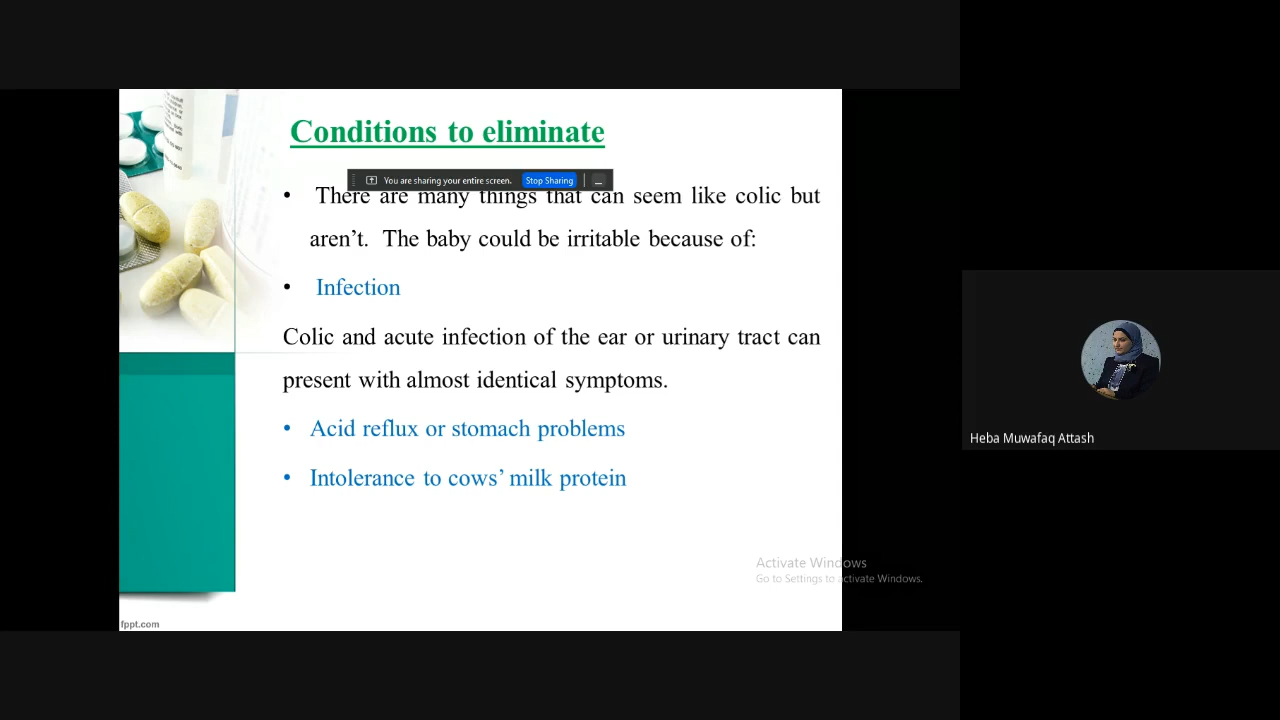 Conditions to eliminate
You are sharing your entire screen. Stop Sharing
• There are many things that can seem like colic but
aren’t. The baby could be irritable because of:
• Infection
Colic and acute infection of the ear or urinary tract can
present with almost identical symptoms.
• Acid reflux or stomach problems
• Intolerance to cows’ milk protein
Heba Muwafaq Attash
Activate Windows
Go to Settings to activate Windows.
fppt.com